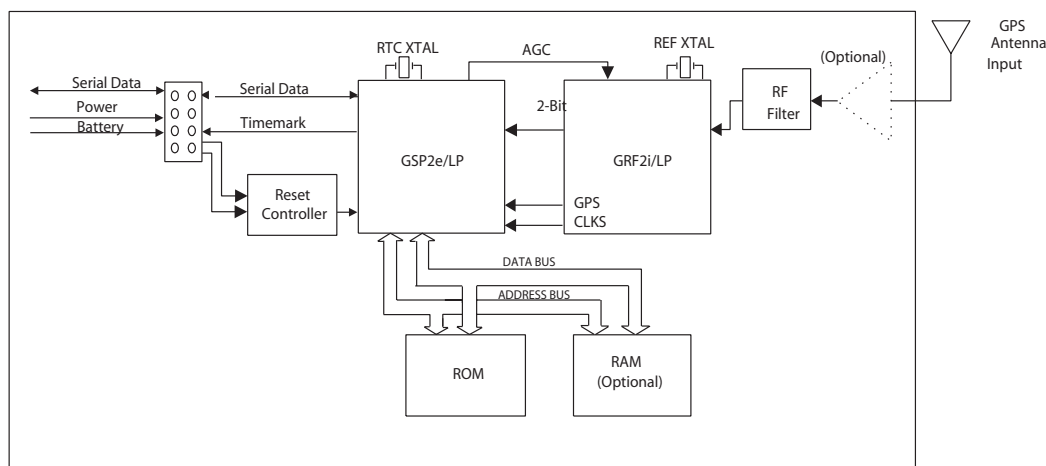 GPS
Antenna
Input
RTC XTAL
AGC
REF XTAL
(Optional)
Serial Data
Power
Battery
Serial Data
Timemark
GSP2e/LP
2-Bit
GRF2i/LP
RF
Filter
Reset
Controller
GPS
CLKS
DATA BUS
ADDRESS BUS
ROM
RAM
(Optional)